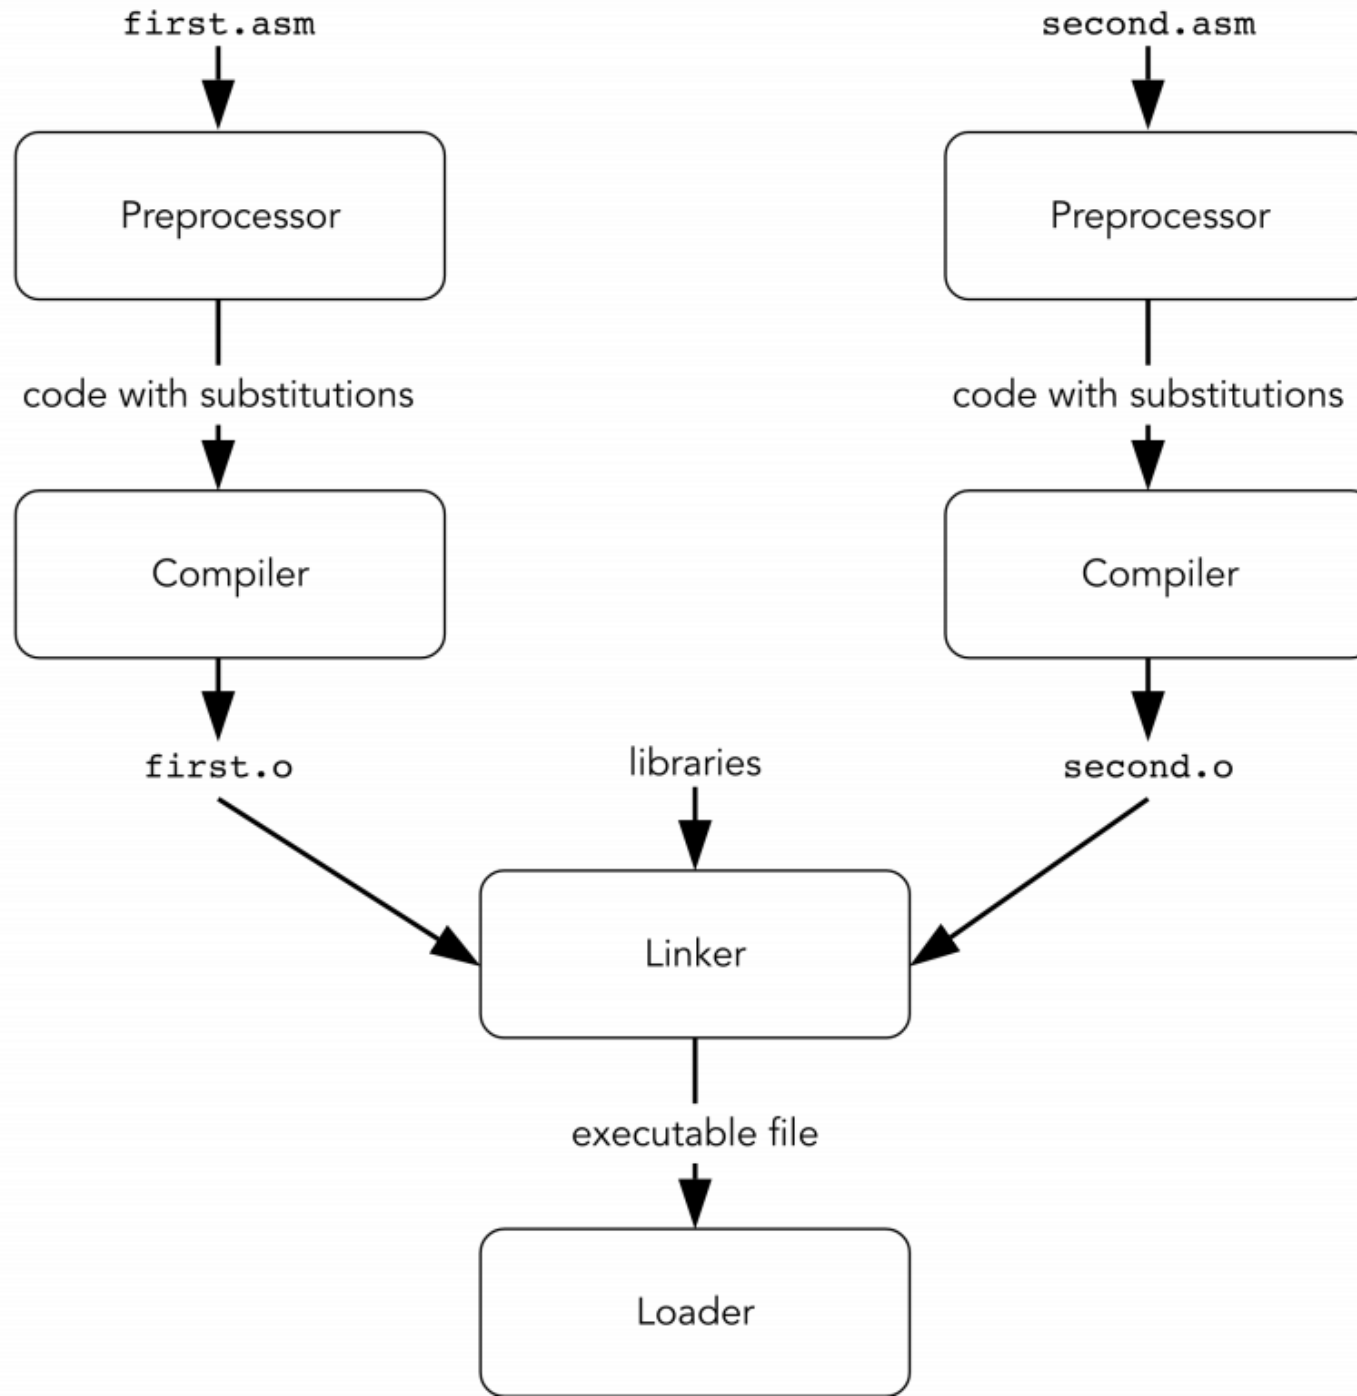 first.asm
second.asm
Preprocessor
Preprocessor
code with substitutions
code with substitutions
Compiler
Compiler
first.o
libraries
second.o
Linker
executable file
Loader